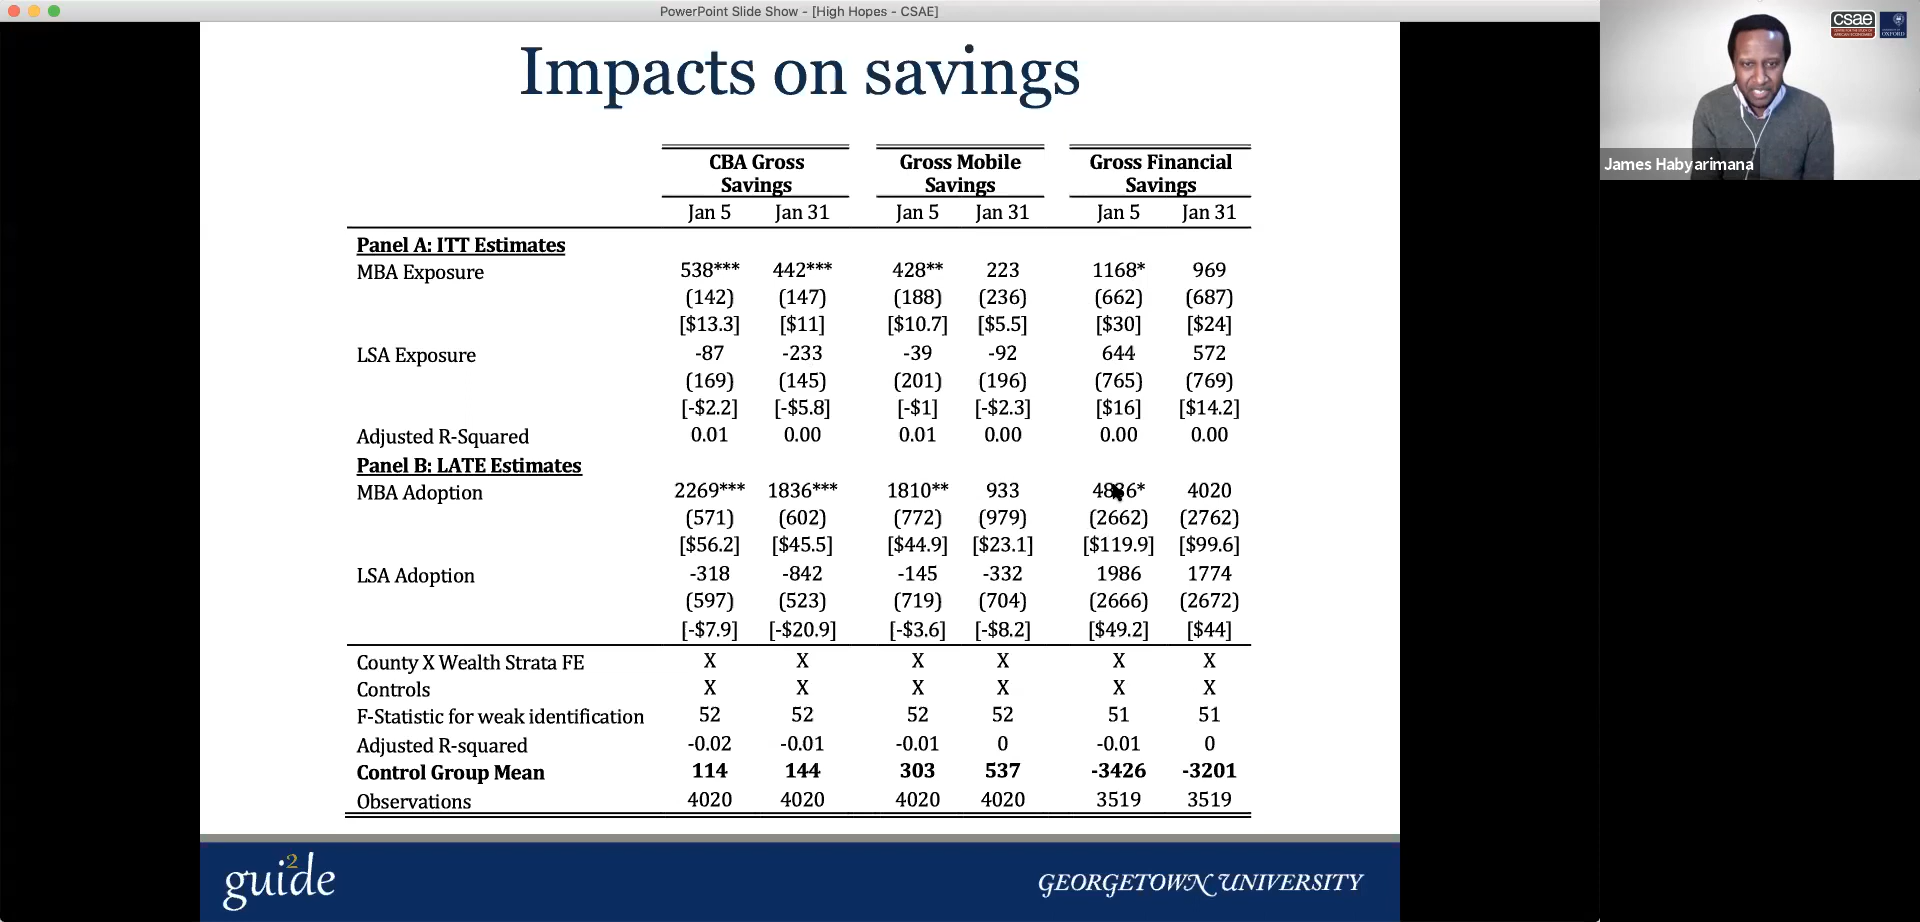 PowerPoint Slide Show - [High Hopes - CSAE]
Impacts on savings
CBA Gross Savings Gross Mobile Savings Gross Financial Savings
Jan 5 Jan 31 Jan 5 Jan 31 Jan 5 Jan 31
Panel A: ITT Estimates
MBA Exposure 538*** 442*** 428** 223 1168* 969
(142) (147) (188) (236) (662) (687)
[$13.3] [$11] [$10.7] [$5.5] [$30] [$24]
LSA Exposure -87 -233 -39 -92 644 572
(169) (145) (201) (196) (765) (769)
[-$2.2] [-$5.8] [-$1] [-$2.3] [$16] [$14.2]
Adjusted R-Squared 0.01 0.00 0.01 0.00 0.00 0.00
Panel B: LATE Estimates
MBA Adoption 2269*** 1836*** 1810** 933 4020
(571) (602) (772) (979) (2662) (2762)
[$56.2] [$45.5] [$44.9] [$23.1] [$119.9] [$99.6]
LSA Adoption -318 -842 -145 -332 1986 1774
(597) (523) (719) (704) (2666) (2672)
[-$7.9] [-$20.9] [-$3.6] [-$8.2] [$49.2] [$44]
County X Wealth Strata FE X X X X X X
Controls X X X X X X
F-Statistic for weak identification 52 52 52 52 51 51
Adjusted R-squared -0.02 -0.01 -0.01 0 -0.01 0
Control Group Mean 114 144 303 537 -3426 -3201
Observations 4020 4020 4020 4020 3519 3519
gui2de
GEORGETOWN UNIVERSITY
csae
OXFORD
James Habyarimana